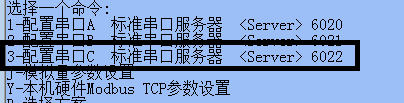 选择一个命令:
1-配置串口A 标准串口服务器 <Server> 6020
2-配置串口B 标准串口服务器 <Server> 6021
3-配置串口C 标准串口服务器 <Server> 6022
J-模拟量参数设置
Y-本机硬件Modbus TCP参数设置